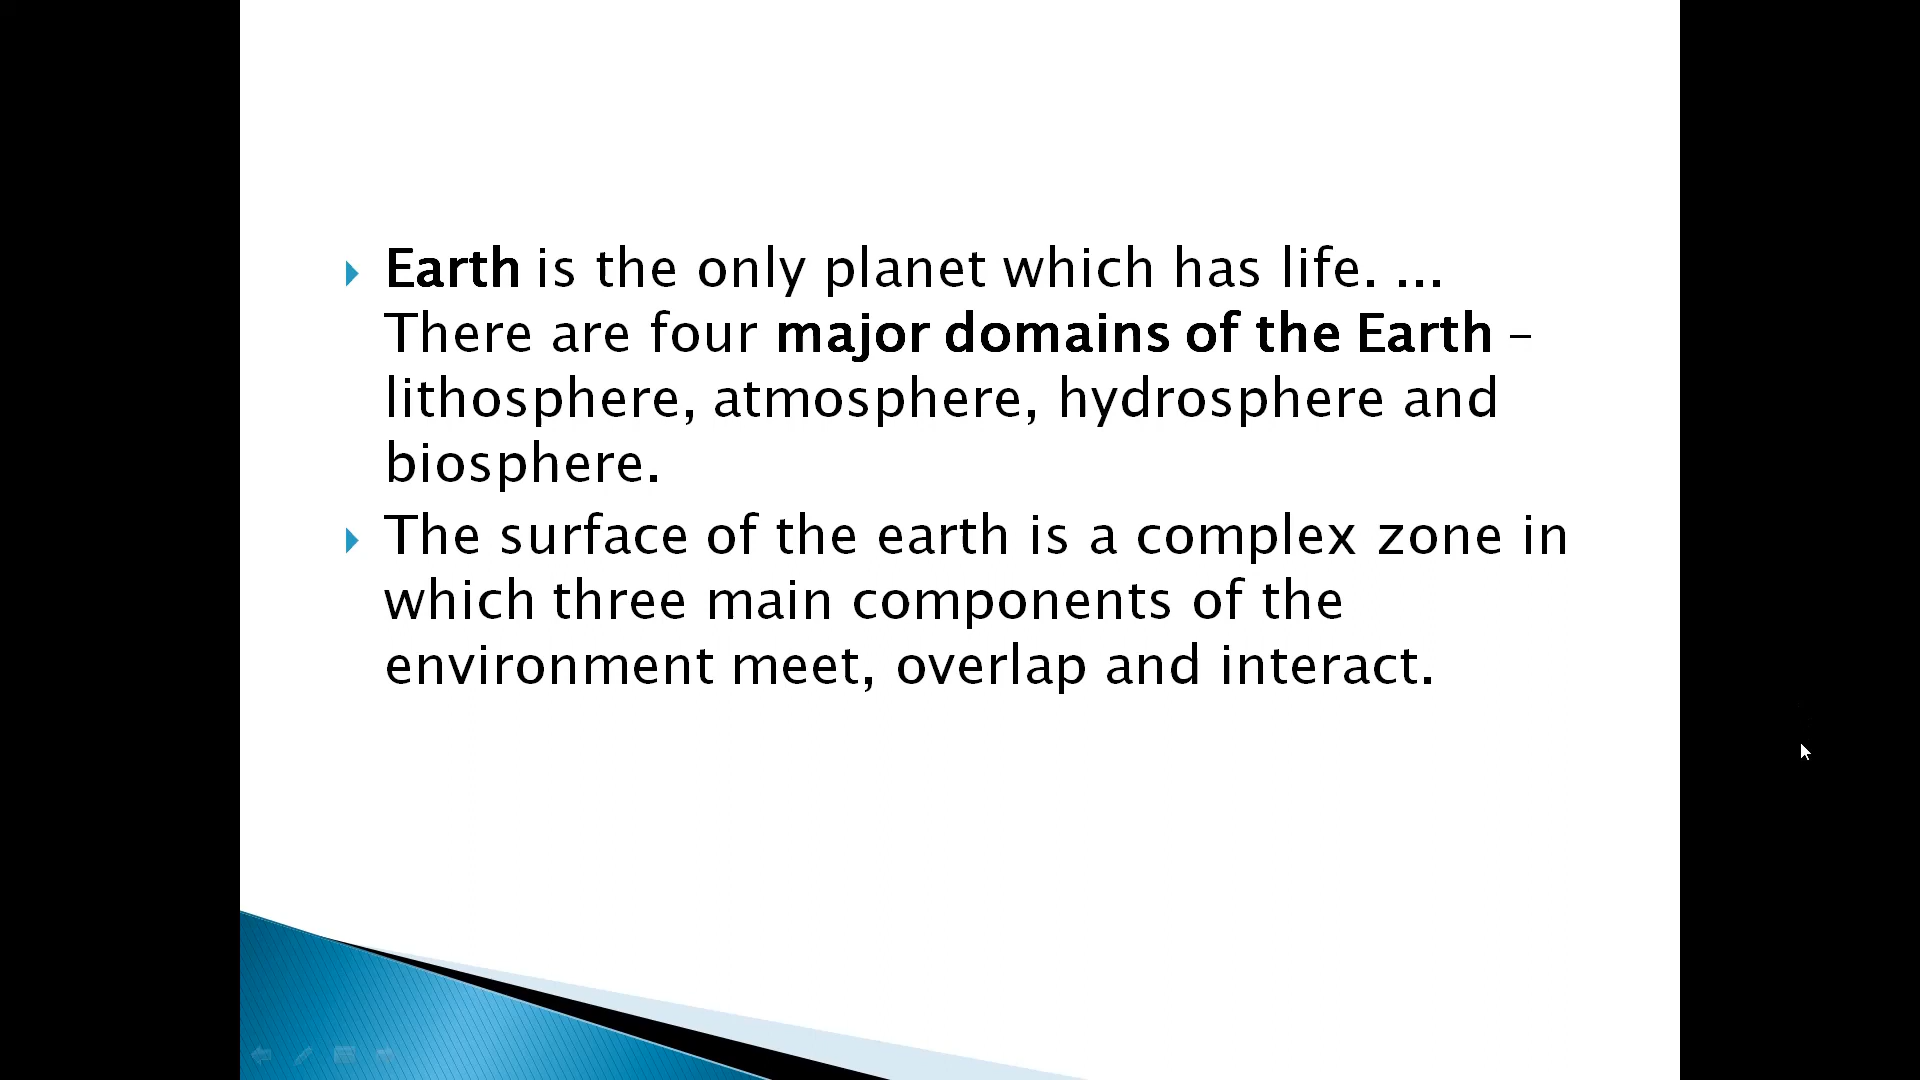 Earth is the only planet which has life. ...
There are four major domains of the Earth –
lithosphere, atmosphere, hydrosphere and
biosphere.
The surface of the earth is a complex zone in
which three main components of the
environment meet, overlap and interact.